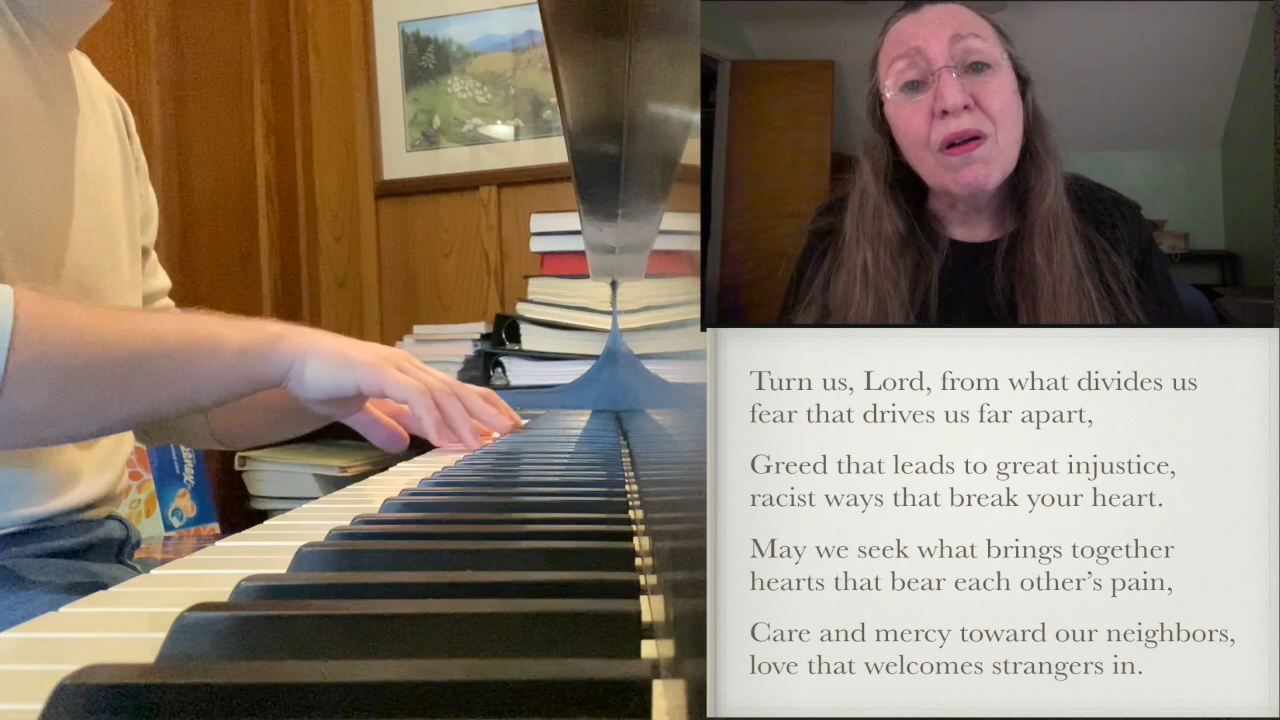 Turn us, Lord, from what divides us
fear that drives us far apart,
Greed that leads to great injustice,
racist ways that break your heart.
May we seek what brings together
hearts that bear each other’s pain,
Care and mercy toward our neighbors,
love that welcomes strangers in.